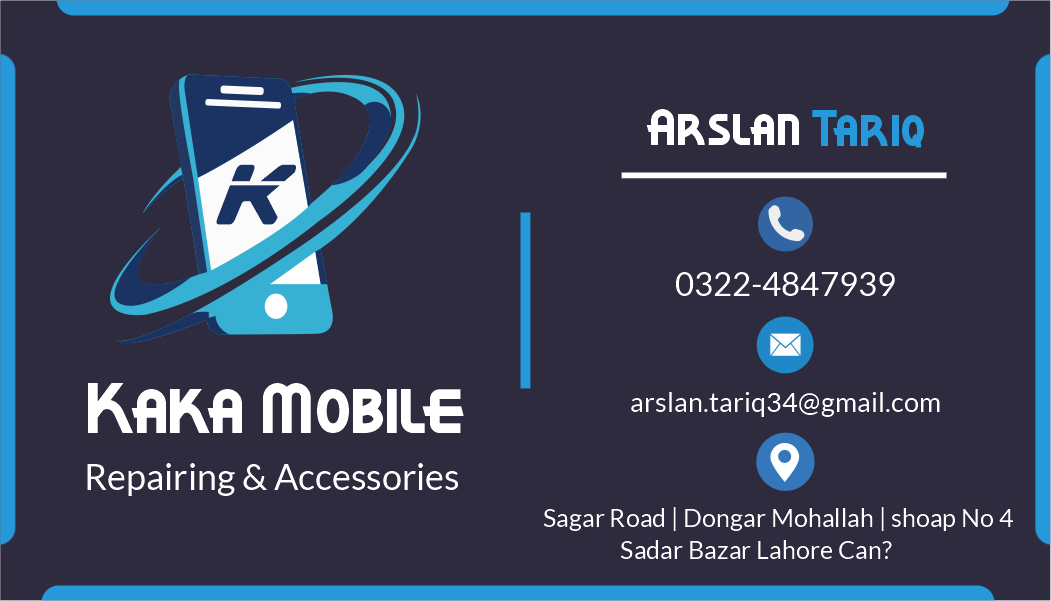 K
Kaka Mobile
Repairing & Accessories
Arslan Tariq
0322-4847939
arslan.tariq34@gmail.com
Sagar Road | Dongar Mohallah | shoap No 4
Sadar Bazar Lahore Can?